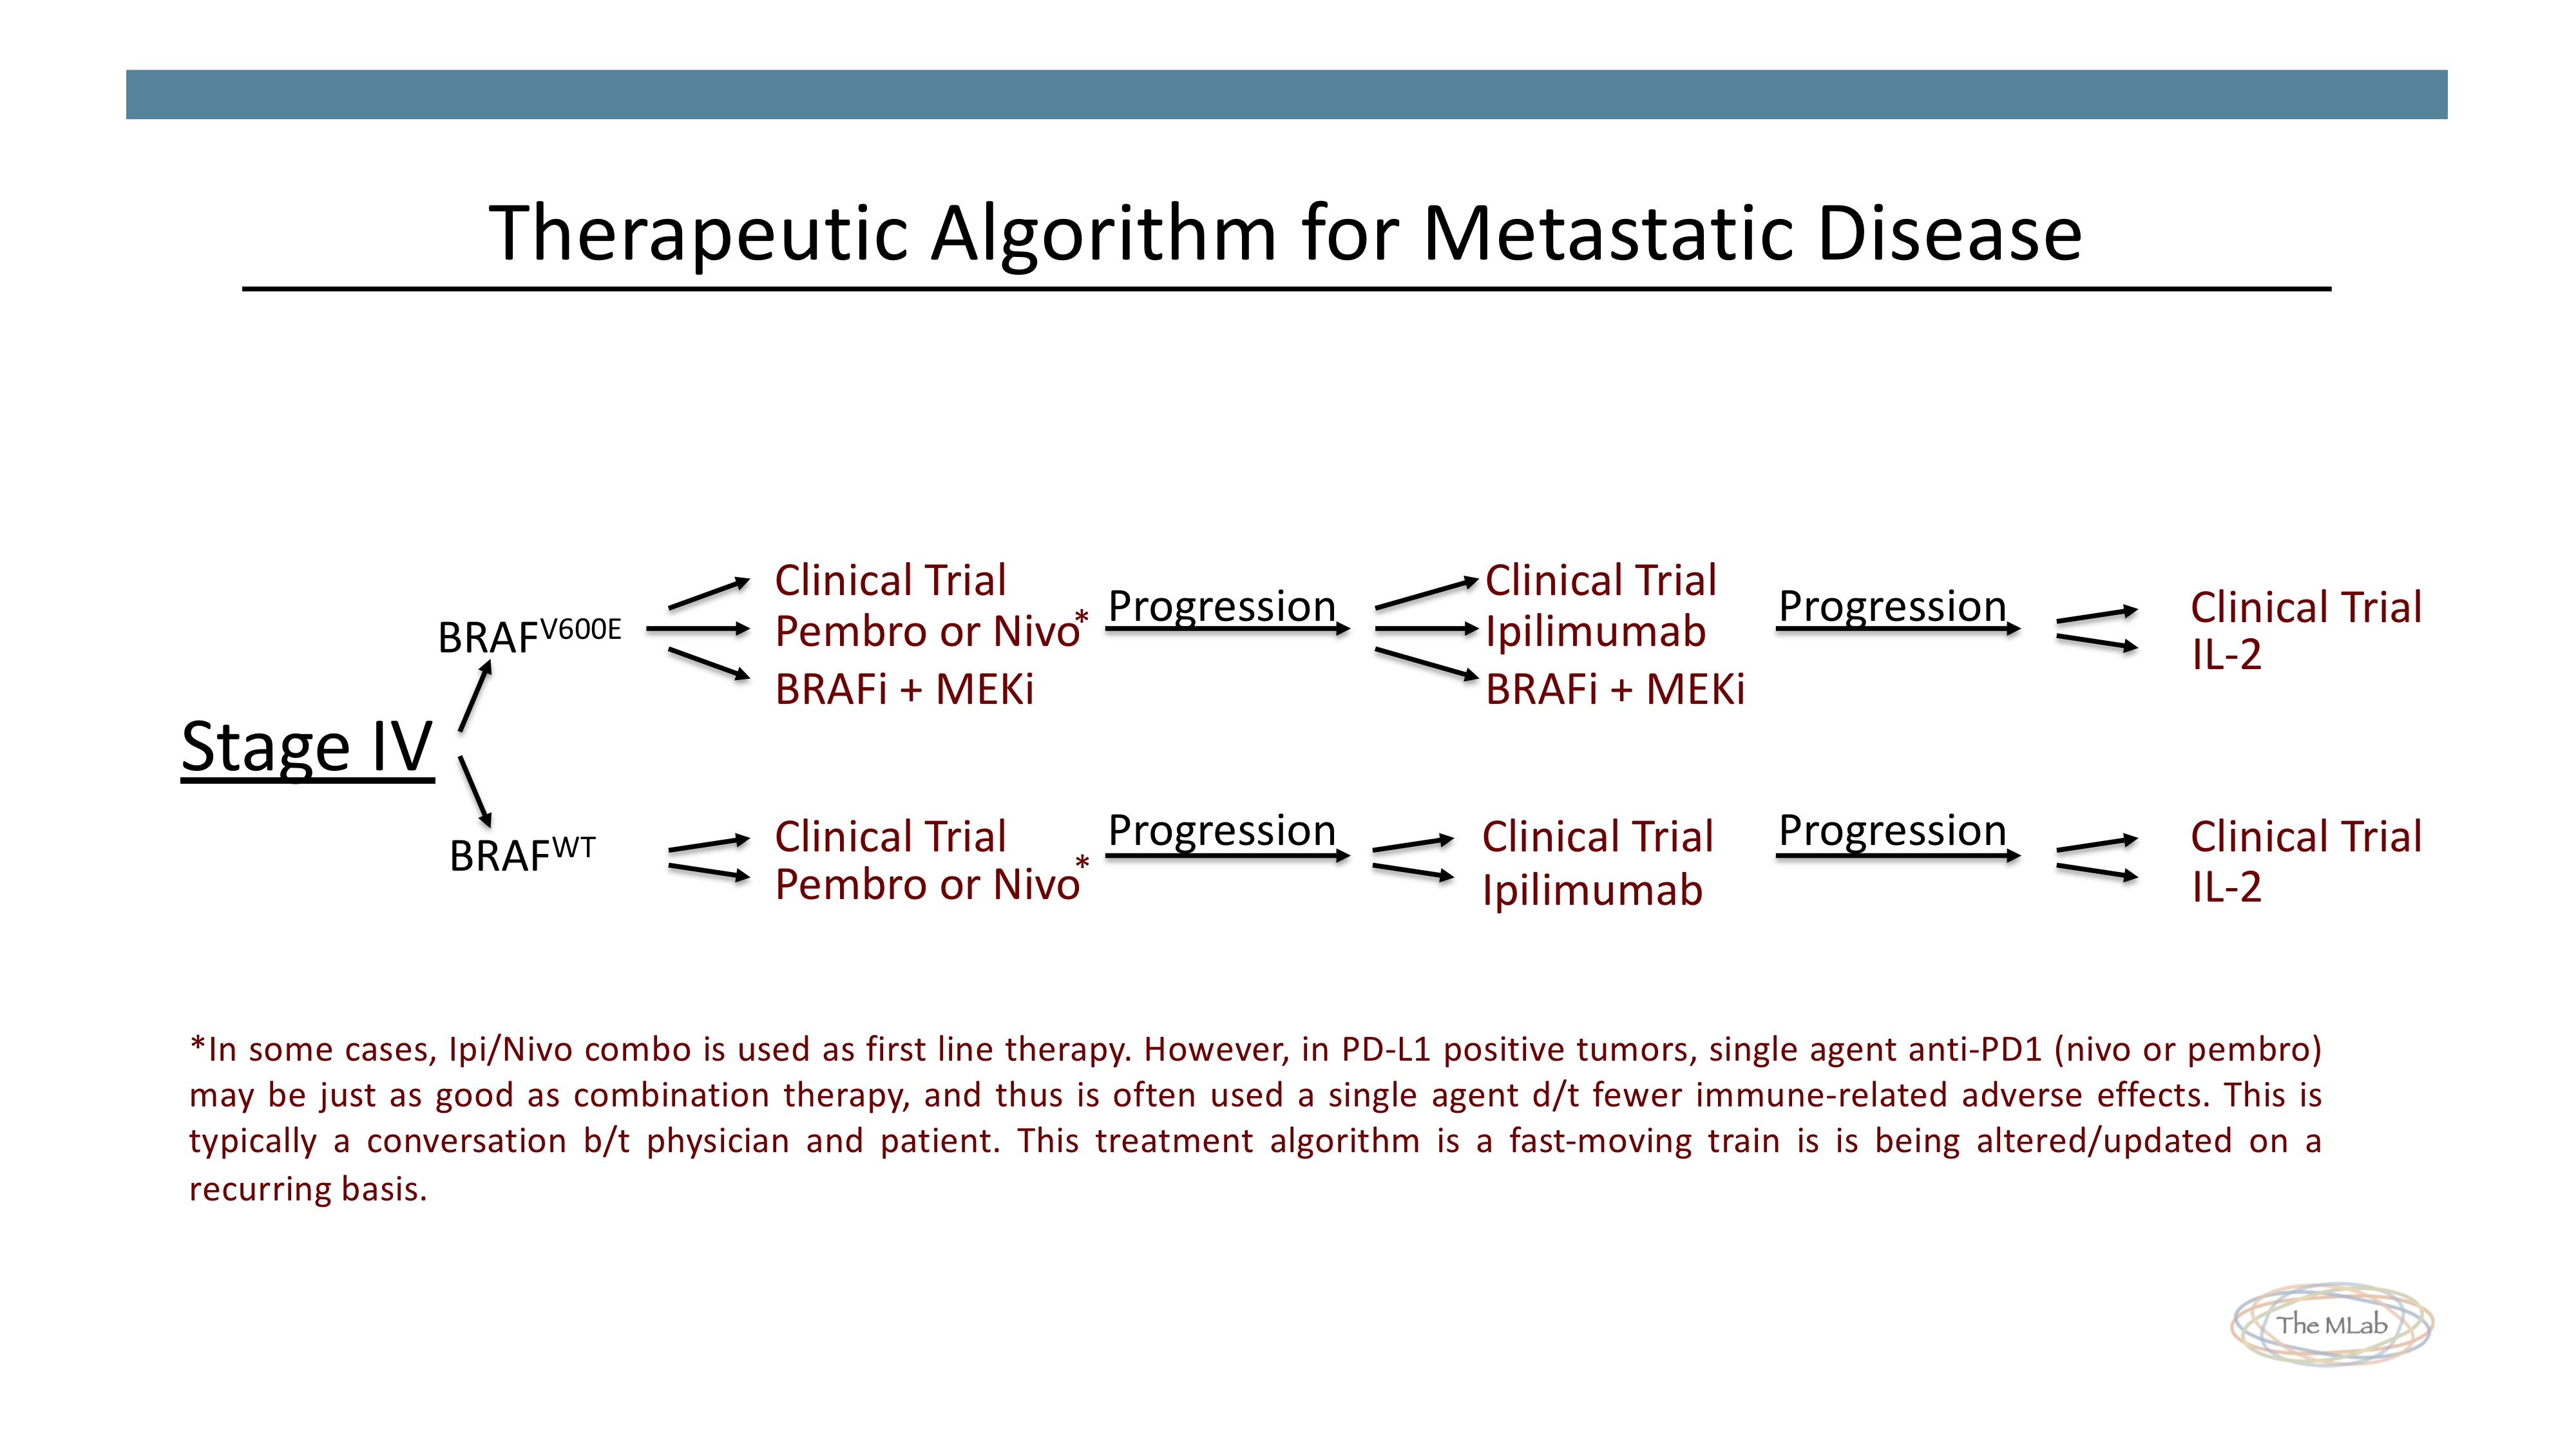 Therapeutic Algorithm for Metastatic Disease
Stage IV
BRAFV600E
Clinical Trial
Pembro or Nivo*
BRAFi + MEKi
Progression
Clinical Trial
Ipilimumab
BRAFi + MEKi
Progression
Clinical Trial
IL-2
BRAFWT
Clinical Trial
Pembro or Nivo*
Progression
Clinical Trial
Ipilimumab
Progression
Clinical Trial
IL-2
*In some cases, Ipi/Nivo combo is used as first line therapy. However, in PD-L1 positive tumors, single agent anti-PD1 (nivo or pembro)
may be just as good as combination therapy, and thus is often used a single agent d/t fewer immune-related adverse effects. This is
typically a conversation b/t physician and patient. This treatment algorithm is a fast-moving train is is being altered/updated on a
recurring basis.
The MLab